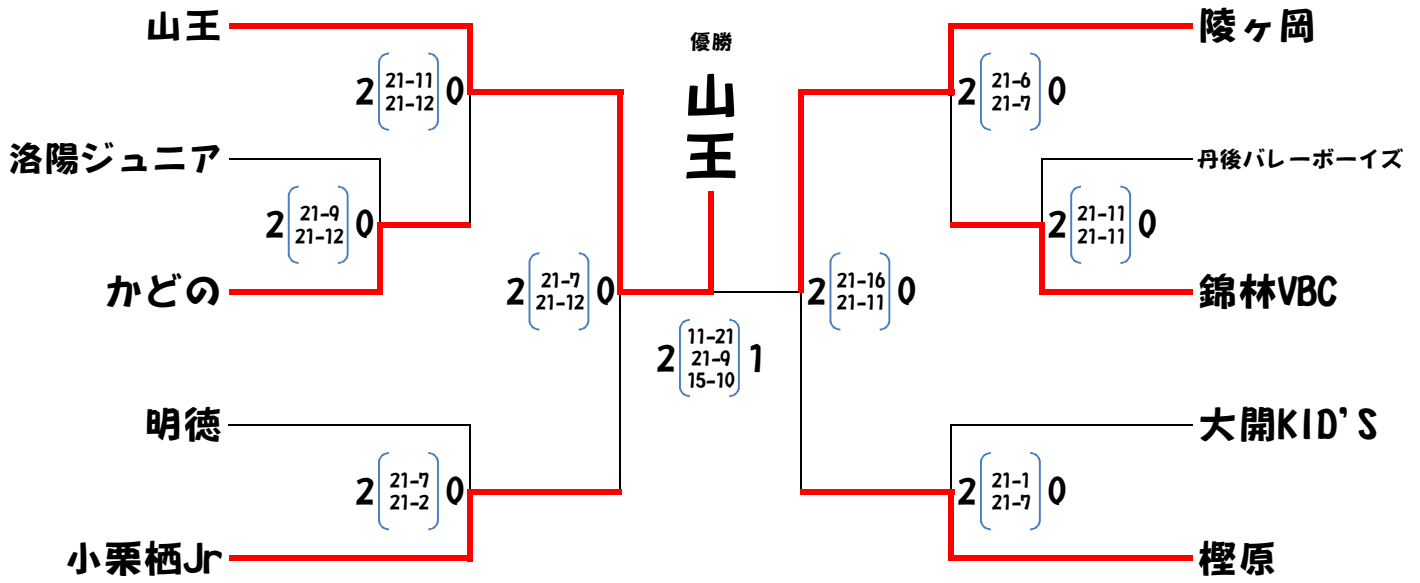 山王
優勝
山王
陵ヶ岡
2 21-11 0
21-12
2 21-6 0
21-7
洛陽ジュニア
丹後バレーボーイズ
2 21-9 0
21-12
2 21-11 0
21-11
かどの
2 21-7 0
21-12
2 21-16 0
21-11
錦林VBC
2 11-21 1
21-9
15-10
明徳
大開KID'S
2 21-7 0
21-2
2 21-1 0
21-7
小栗栖Jr
樫原